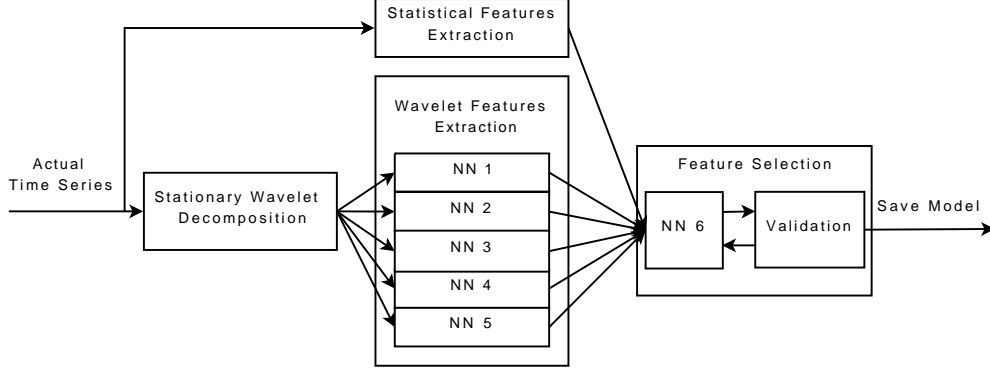 Statistical Features
Extraction
Wavelet Features
Extraction
Actual
Time Series
Stationary Wavelet
Decomposition
NN 1
NN 2
NN 3
NN 4
NN 5
Feature Selection
NN 6
Validation
Save Model